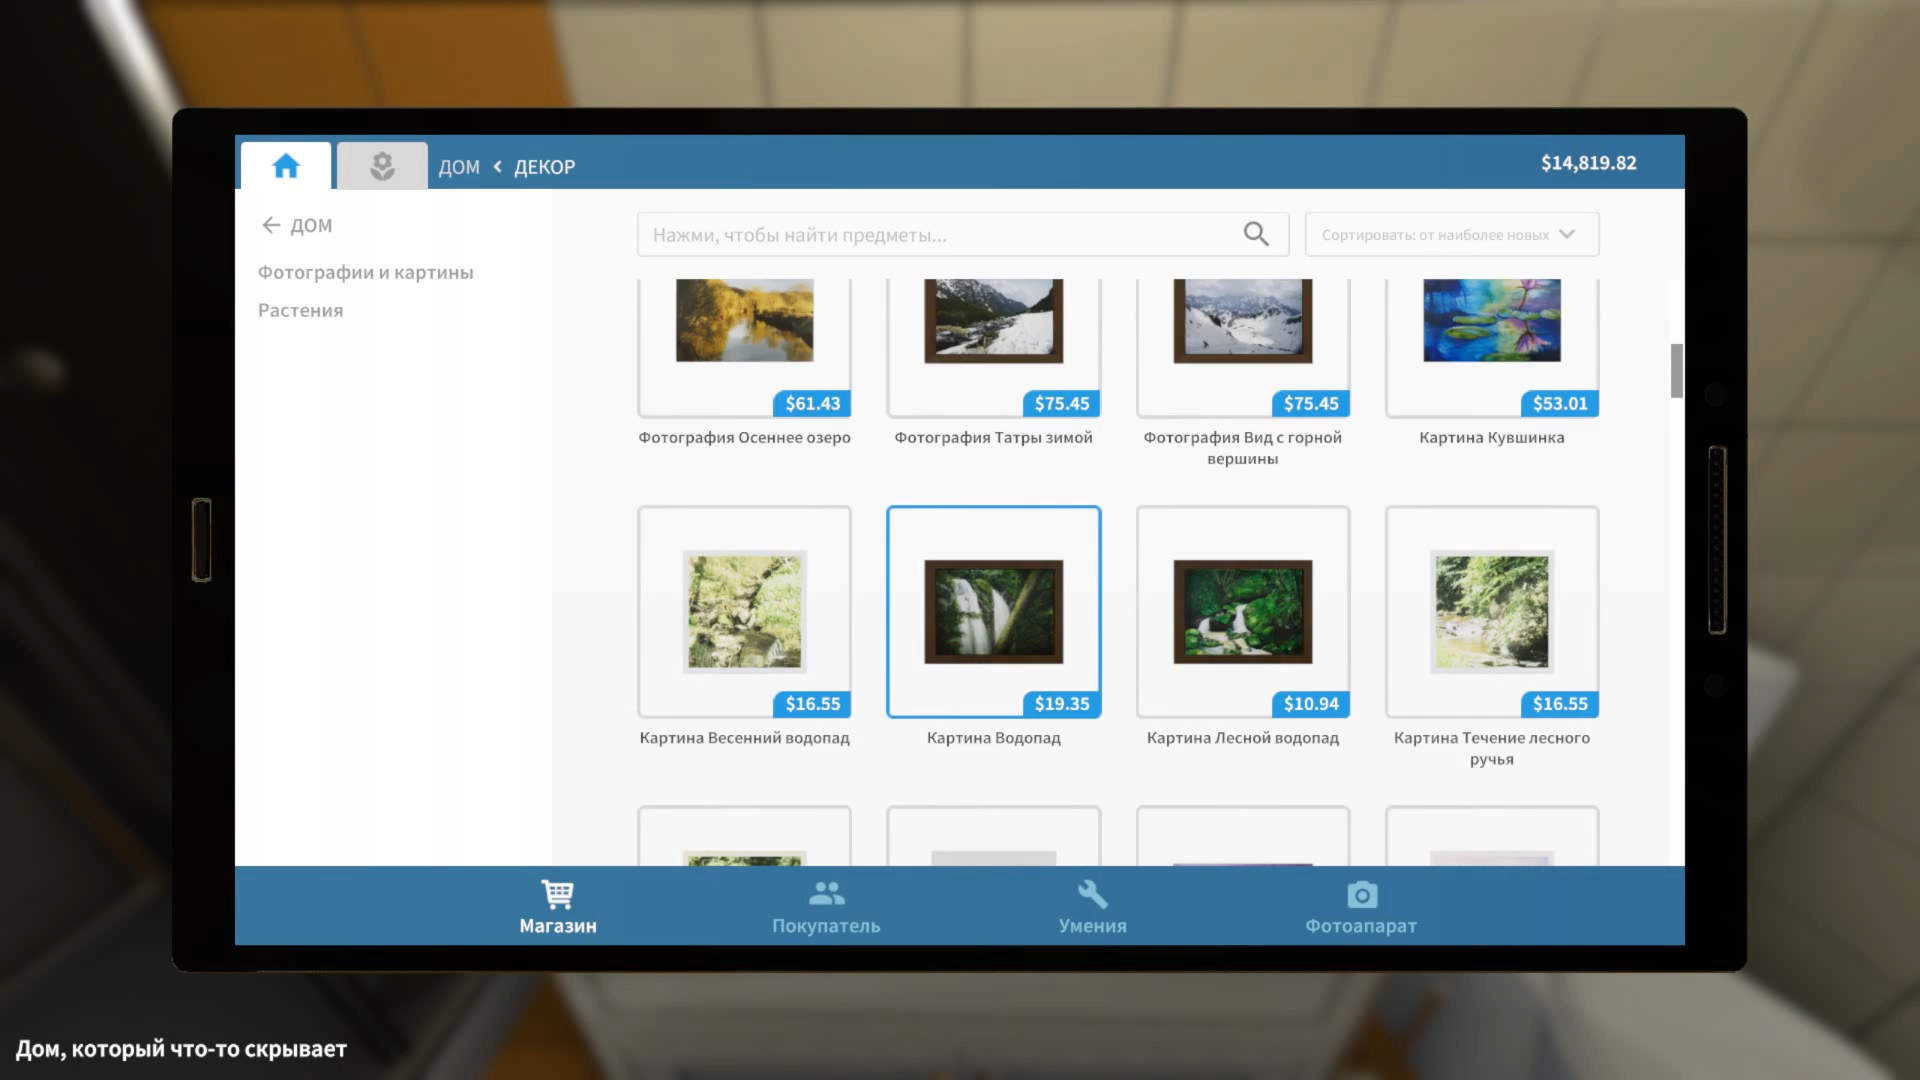 ДОМ < ДЕКОР
$14,819.82
ДОМ
Фотографии и картины
Растения
Нажми, чтобы найти предметы...
Сортировать: от наиболее новых
$61.43
$75.45
$75.45
$53.01
Фотография Осеннее озеро
Фотография Татры зимой
Фотография Вид с горной
вершины
Картина Кувшинка
$16.55
$19.35
$10.94
$16.55
Картина Весенний водопад
Картина Водопад
Картина Лесной водопад
Картина Течение лесного
ручья
Магазин
Покупатель
Умения
Фотоапарат
Дом, который что-то скрывает